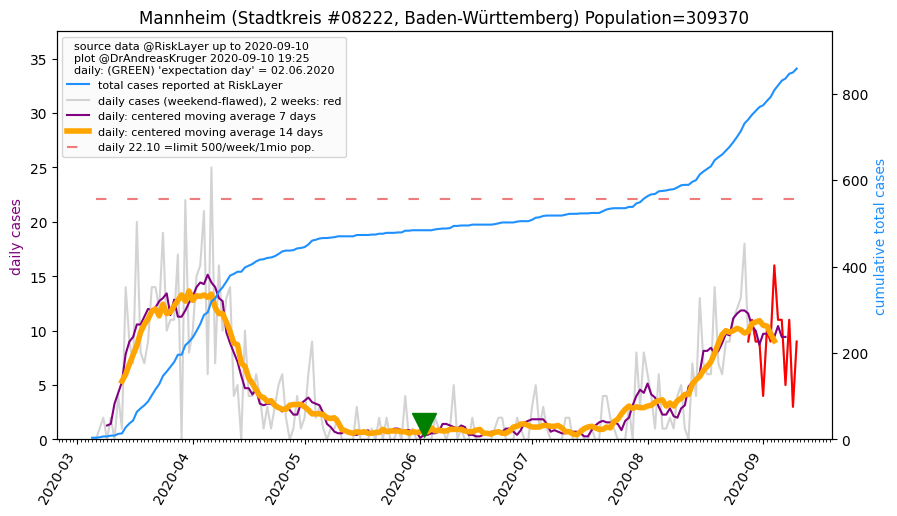 Mannheim (Stadtkreis #08222, Baden-Württemberg) Population=309370
source data @RiskLayer up to 2020-09-10
plot @DrAndreasKruger 2020-09-10 19:25
daily: (GREEN) 'expectation day' = 02.06.2020
total cases reported at RiskLayer
daily cases (weekend-flawed), 2 weeks: red
daily: centered moving average 7 days
daily: centered moving average 14 days
daily 22.10 =limit 500/week/1mio pop.
daily cases
35
30
25
20
15
10
5
0
cumulative total cases
800
600
400
200
0
2020-03
2020-04
2020-05
2020-06
2020-07
2020-08
2020-09